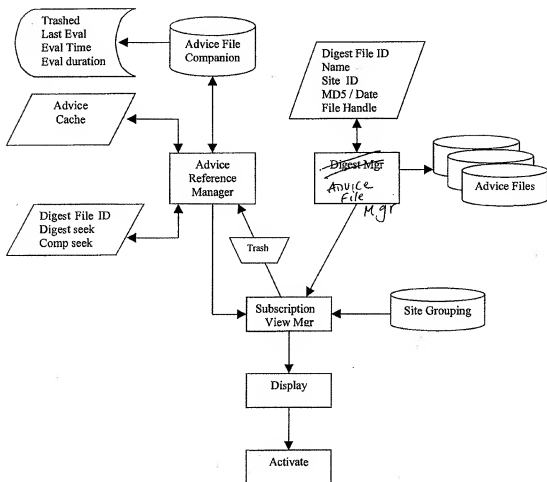 Trashed
Last Eval
Eval Time
Eval duration
Advice File
Companion
Digest File ID
Name
Site ID
MD5 / Date
File Handle
Advice
Cache
Advice
Reference
Manager
Digest Mgr
ADVICE
File
Mgr
Advice Files
Digest File ID
Digest seek
Comp seek
Trash
Subscription
View Mgr
Site Grouping
Display
Activate